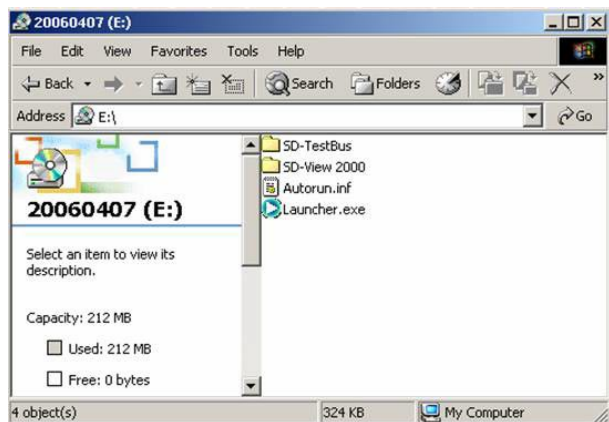 20060407 (E:)
File Edit View Favorites Tools Help
Back Search Folders »
Address E:\ Go
SD-TestBus
SD-View 2000
Autorun.inf
Launcher.exe
20060407 (E:)
Select an item to view its
description.
Capacity: 212 MB
Used: 212 MB
Free: 0 bytes
4 object(s) 324 KB My Computer